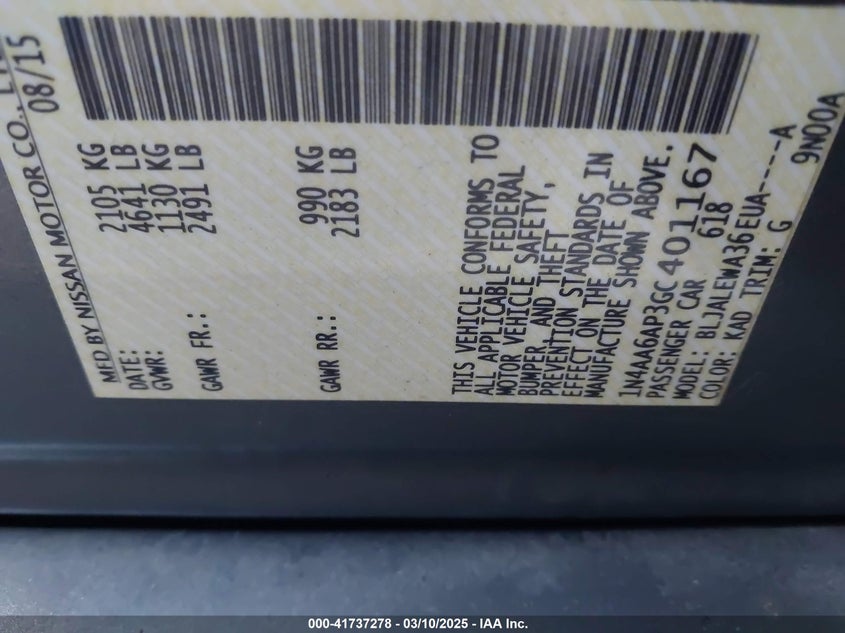 MFD BY NISSAN MOTOR CO.,
DATE: 08/15
GVWR: 2105 KG
4641 LB
GAWR FR.: 1130 KG
2491 LB
GAWR RR.: 990 KG
2183 LB
THIS VEHICLE CONFORMS TO
ALL APPLICABLE FEDERAL
MOTOR VEHICLE SAFETY,
BUMPER, AND THEFT
PREVENTION STANDARDS IN
EFFECT ON THE DATE OF
MANUFACTURE SHOWN ABOVE.
1N4AA6AP3GC401167
PASSENGER CAR 618
MODEL: BLJALEWA36EUA----A
COLOR: KAD TRIM: G 9N00A
000-41737278 - 03/10/2025 - IAA Inc.